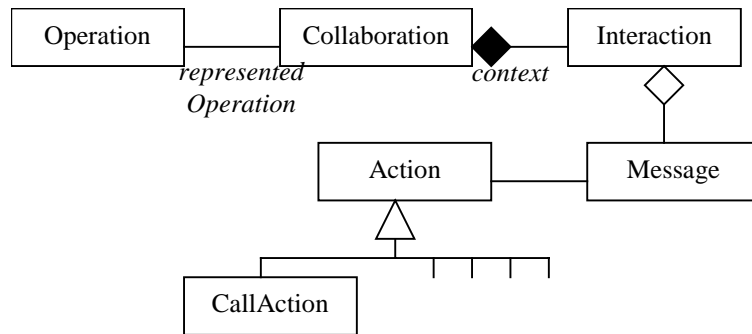 Operation
Collaboration
Interaction
represented
Operation
context
Action
Message
CallAction